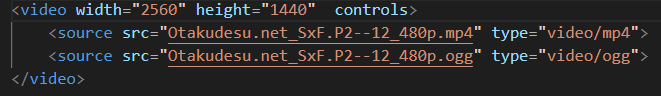 <video width="2560" height="1440"  controls>
<source src="Otakudesu.net_SxF.P2--12_480p.mp4" type="video/mp4">
<source src="Otakudesu.net_SxF.P2--12_480p.ogg" type="video/ogg">
</video>